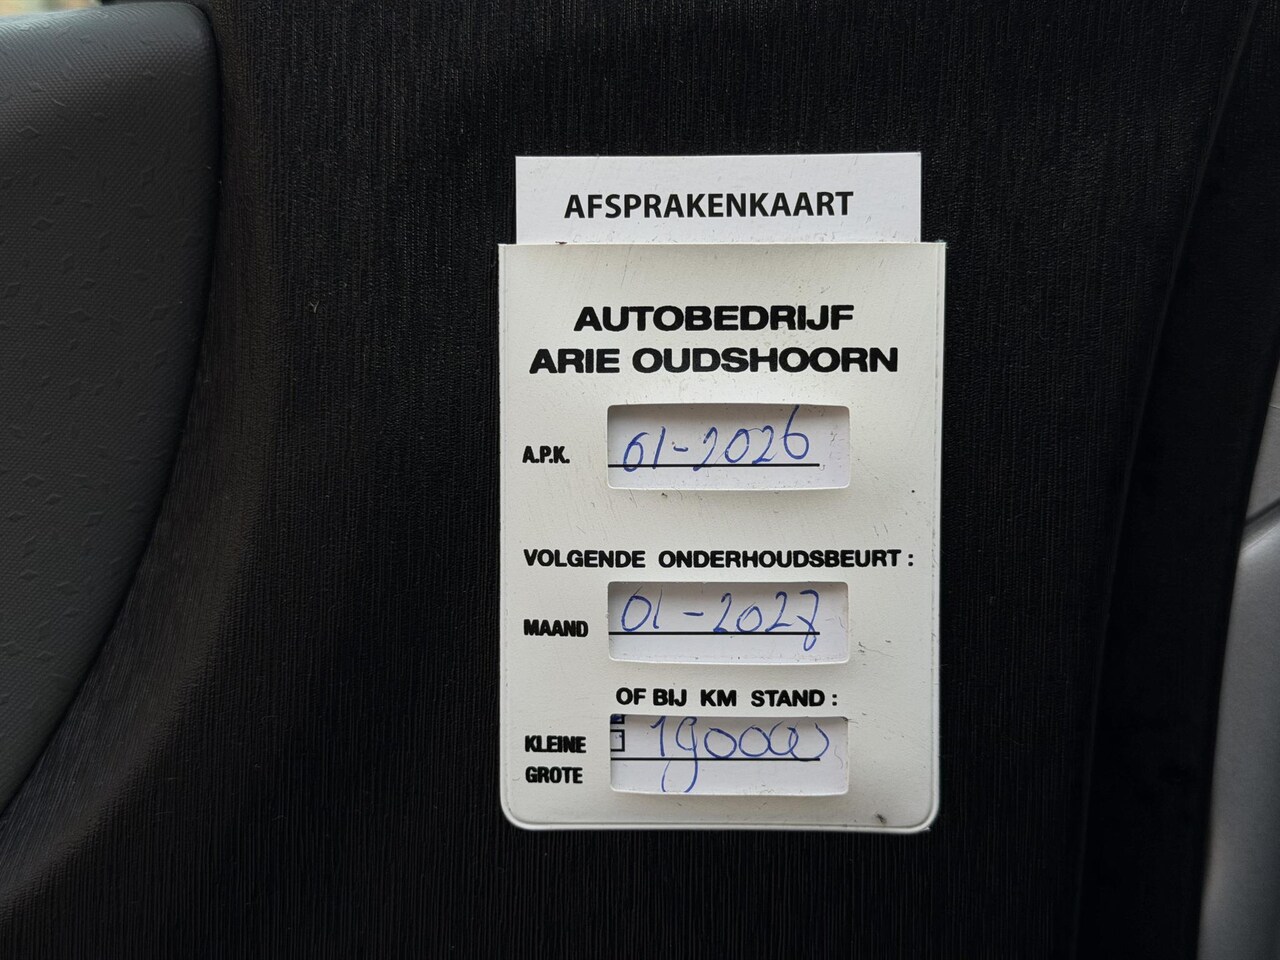 AFSPRAKENKAART
AUTOBEDRIJF
ARIE OUDSHOORN
A.P.K. 01-2026
VOLGENDE ONDERHOUDSBEURT:
MAAND 01-2027
OF BIJ KM STAND:
KLEINE 190000
GROTE